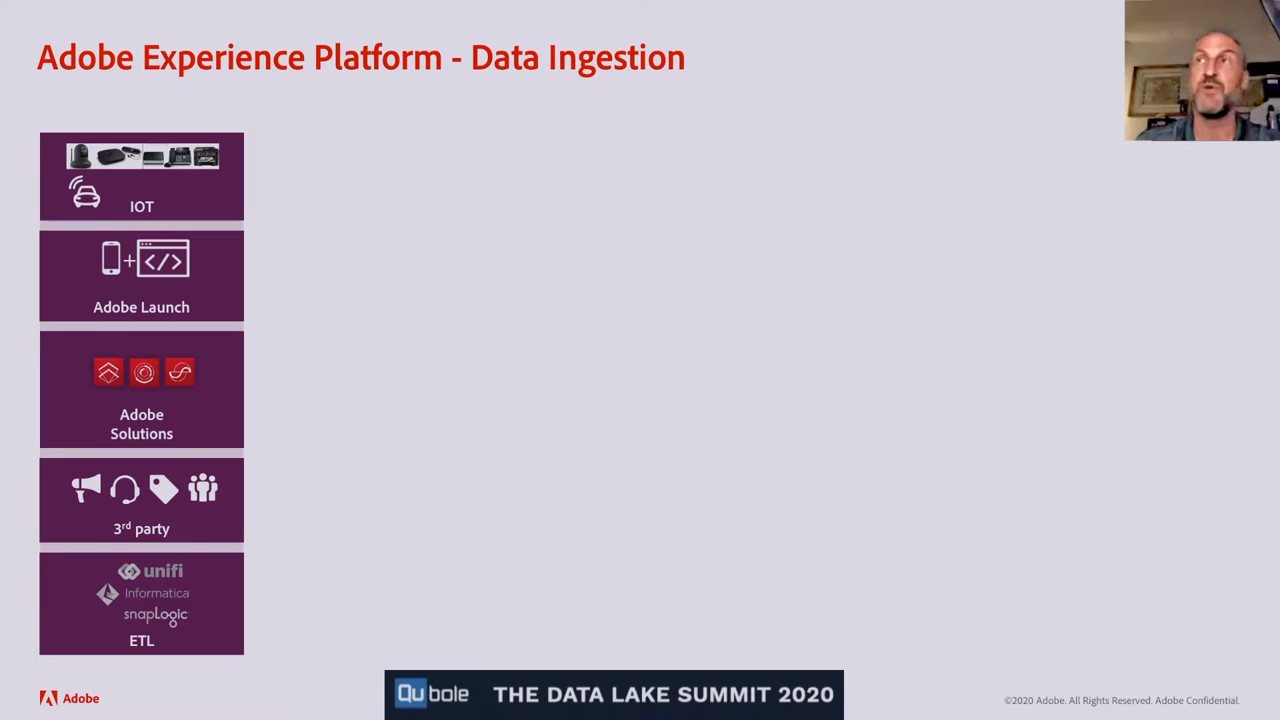 Adobe Experience Platform - Data Ingestion
IOT
</>
Adobe Launch
Adobe
Solutions
3rd party
unifi
Informatica
snapLogic
ETL
Adobe
Qubole
THE DATA LAKE SUMMIT 2020
©2020 Adobe. All Rights Reserved. Adobe Confidential.